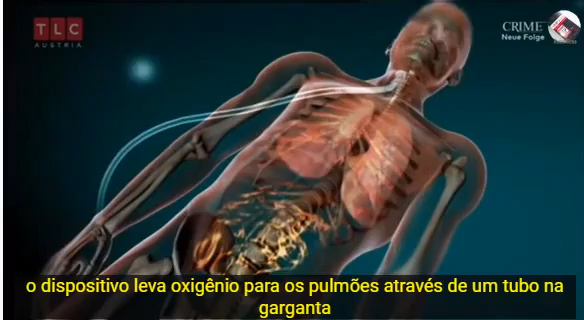 TLC
AUSTRIA
CRIME
Neue Folge
o dispositivo leva oxigênio para os pulmões através de um tubo na
garganta